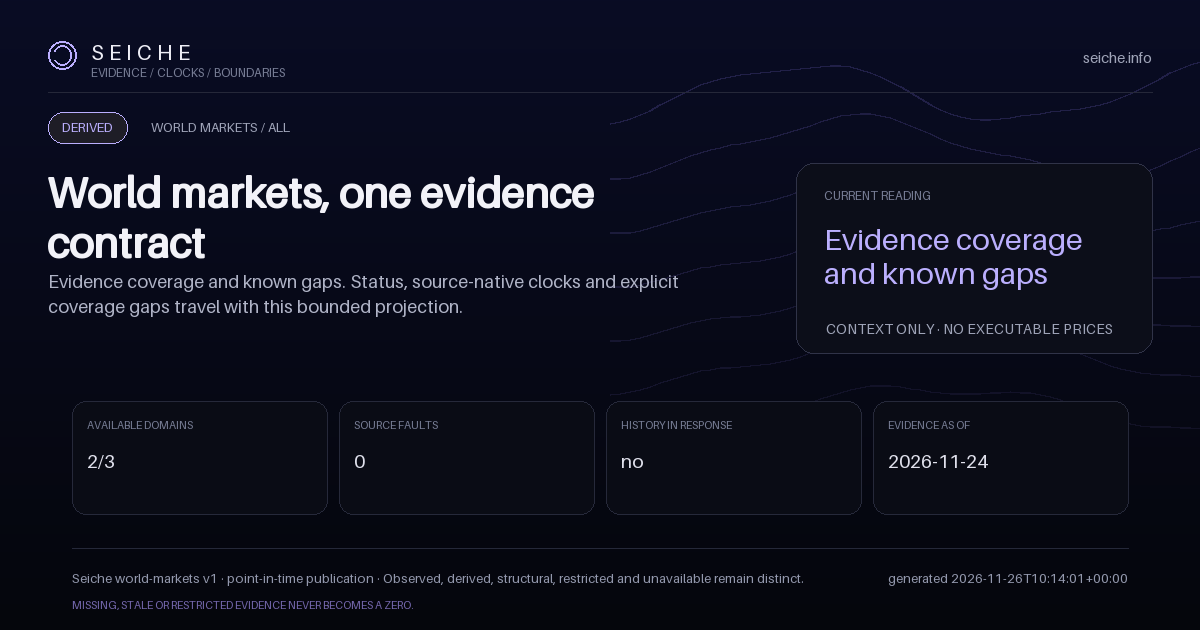 SEICHE
EVIDENCE / CLOCKS / BOUNDARIES
seiche.info
DERIVED
WORLD MARKETS / ALL
World markets, one evidence
contract
Evidence coverage and known gaps. Status, source-native clocks and explicit
coverage gaps travel with this bounded projection.
CURRENT READING
Evidence coverage
and known gaps
CONTEXT ONLY · NO EXECUTABLE PRICES
AVAILABLE DOMAINS
2/3
SOURCE FAULTS
0
HISTORY IN RESPONSE
no
EVIDENCE AS OF
2026-11-24
Seiche world-markets v1 · point-in-time publication · Observed, derived, structural, restricted and unavailable remain distinct.
generated 2026-11-26T10:14:01+00:00
MISSING, STALE OR RESTRICTED EVIDENCE NEVER BECOMES A ZERO.